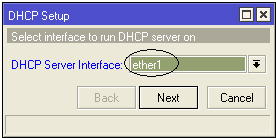 DHCP Setup
Select interface to run DHCP server on
DHCP Server Interface: ether1
Back Next Cancel